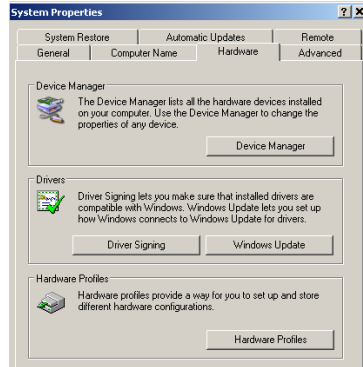 System Properties
System Restore Automatic Updates Remote
General Computer Name Hardware Advanced
Device Manager
The Device Manager lists all the hardware devices installed
on your computer. Use the Device Manager to change the
properties of any device.
Device Manager
Drivers
Driver Signing lets you make sure that installed drivers are
compatible with Windows. Windows Update lets you set up
how Windows connects to Windows Update for drivers.
Driver Signing Windows Update
Hardware Profiles
Hardware profiles provide a way for you to set up and store
different hardware configurations.
Hardware Profiles